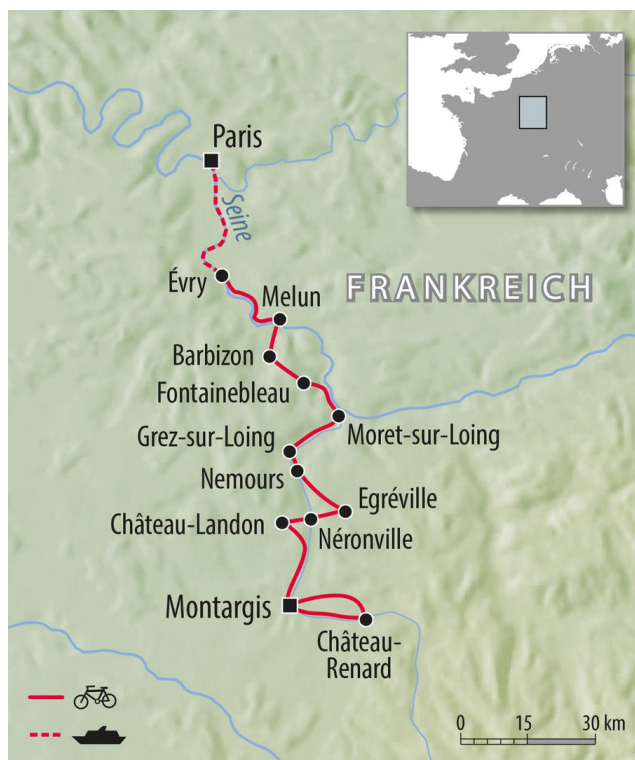 Paris
Seine
Évry
FRANKREICH
Melun
Barbizon
Fontainebleau
Grez-sur-Loing
Moret-sur-Loing
Nemours
Egréville
Château-Landon
Néronville
Montargis
Château-
Renard
0 15 30 km